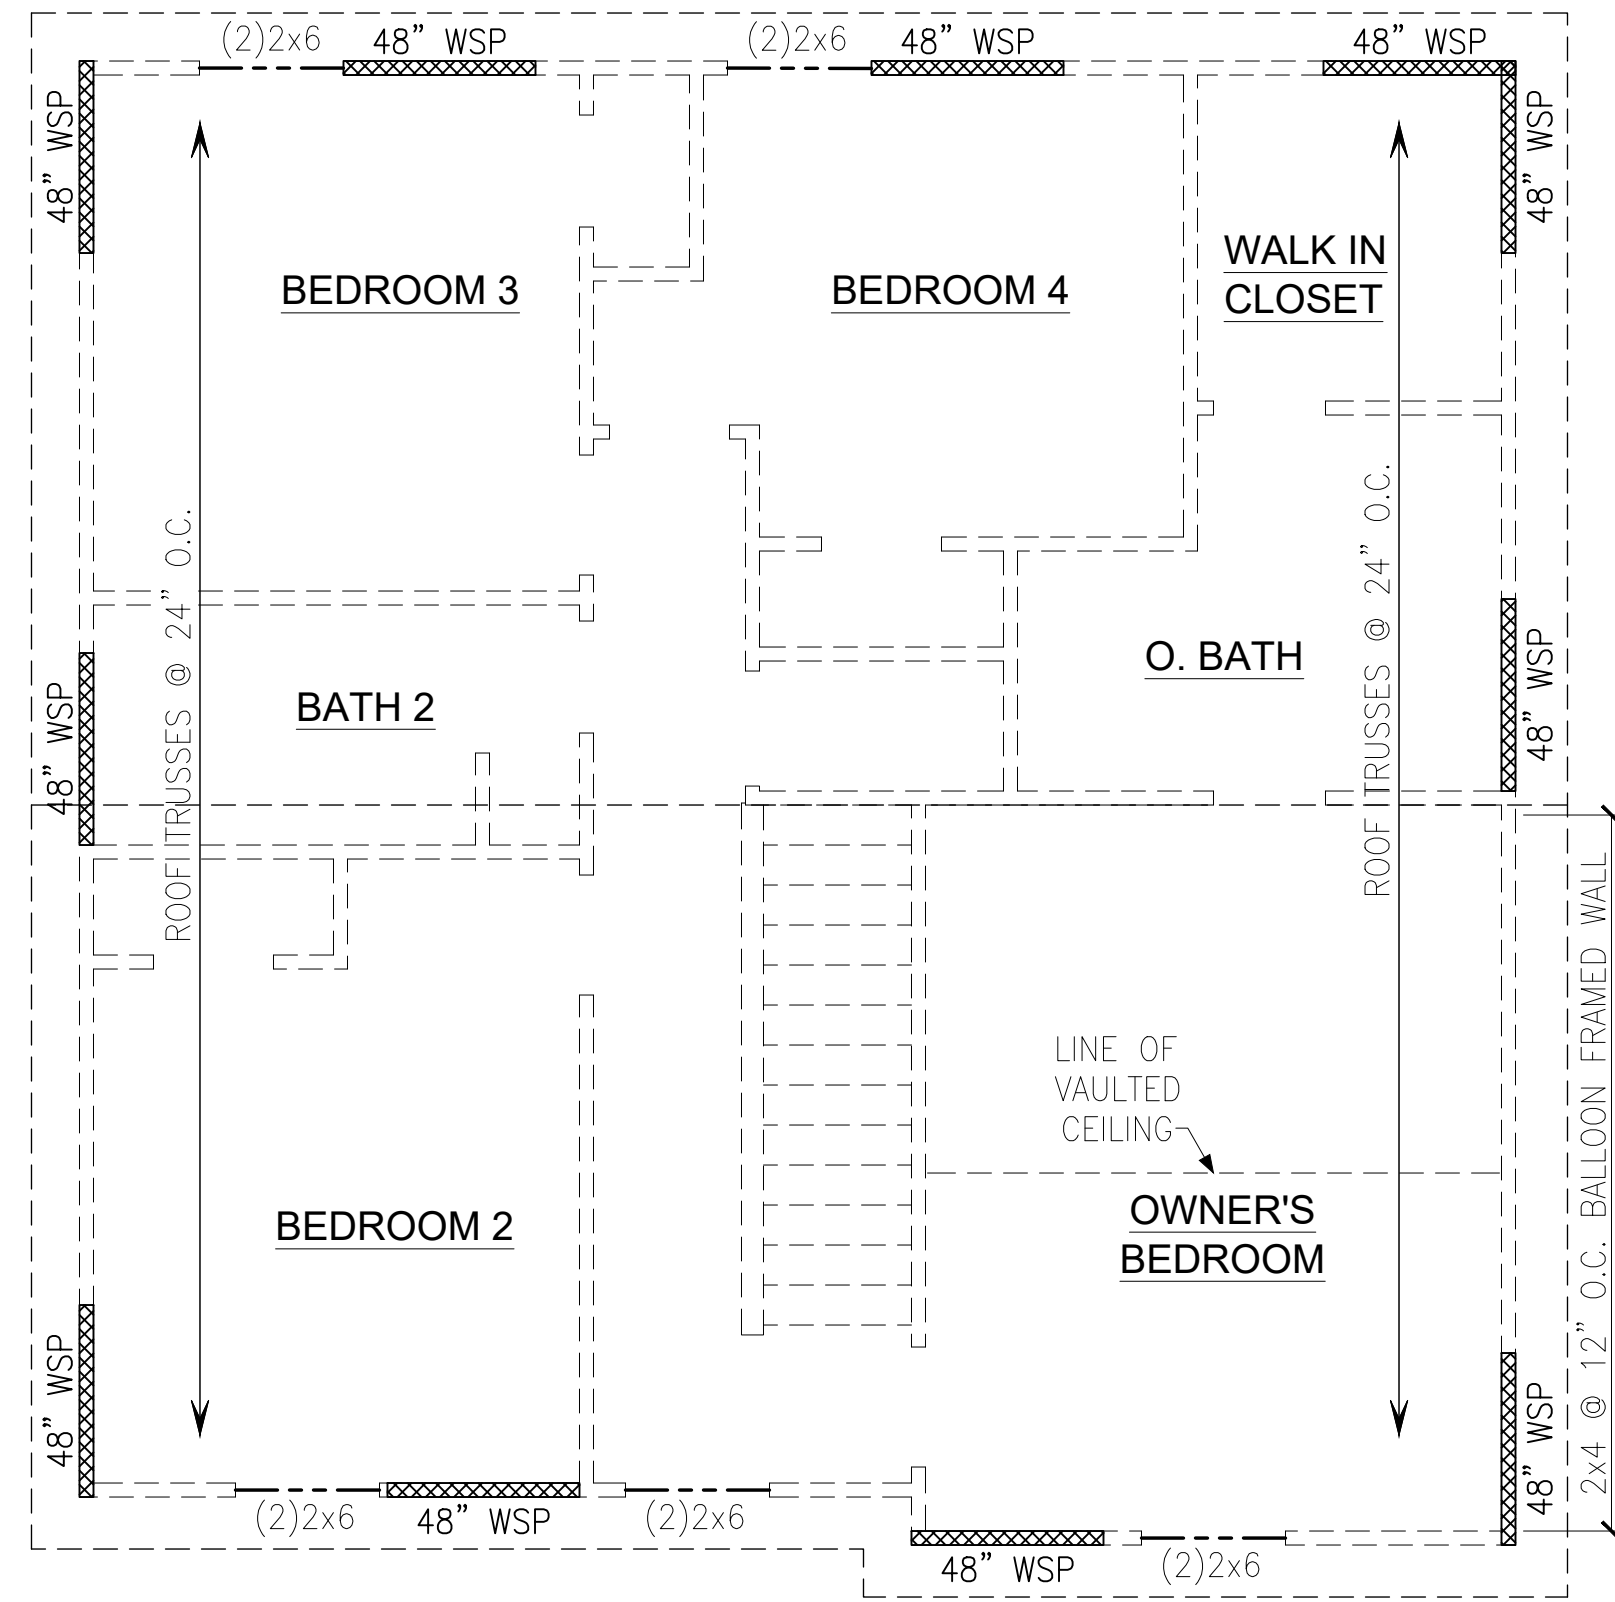 (2)2x6
48” WSP
(2)2x6
48” WSP
48” WSP
48” WSP
48” WSP
BEDROOM 3
BEDROOM 4
WALK IN
CLOSET
ROOF TRUSSES @ 24” O.C.
ROOF TRUSSES @ 24” O.C.
BATH 2
O. BATH
48” WSP
48” WSP
LINE OF
VAULTED
CEILING
BEDROOM 2
OWNER'S
BEDROOM
2x4 @ 12” O.C. BALLOON FRAMED WALL
48” WSP
48” WSP
(2)2x6
48” WSP
(2)2x6
48” WSP
(2)2x6